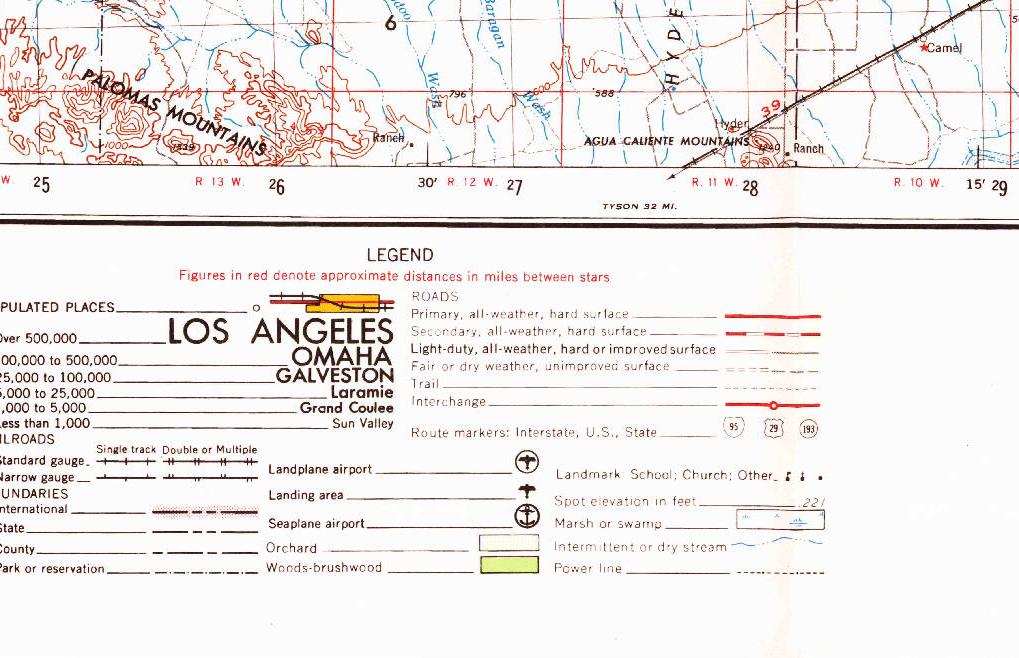 6
Baragan
HYDE
Camel
PALOMAS MOUNTAINS
Wash
796
Wash
588
39
Hyder
Ranch
AGUA CALIENTE MOUNTAINS
Ranch
1000
W. 25 R. 13 W. 26 30' R. 12 W. 27 R. 11 W. 28 R. 10 W. 15' 29
TYSON 32 MI.
LEGEND
Figures in red denote approximate distances in miles between stars
PULATED PLACES
Over 500,000 LOS ANGELES
00,000 to 500,000 OMAHA
25,000 to 100,000 GALVESTON
5,000 to 25,000 Laramie
,000 to 5,000 Grand Coulee
Less than 1,000 Sun Valley
ILROADS
Single track Double or Multiple
Standard gauge
Narrow gauge
UNDARIES
nternational
State
County
Park or reservation
Landplane airport
Landing area
Seaplane airport
Orchard
Woods-brushwood
ROADS
Primary, all-weather, hard surface
Secondary, all-weather, hard surface
Light-duty, all-weather, hard or improved surface
Fair or dry weather, unimproved surface
Trail
Interchange
Route markers: Interstate, U.S., State 95 29 193
Landmark School; Church; Other
Spot elevation in feet .221
Marsh or swamp
Intermittent or dry stream
Power line